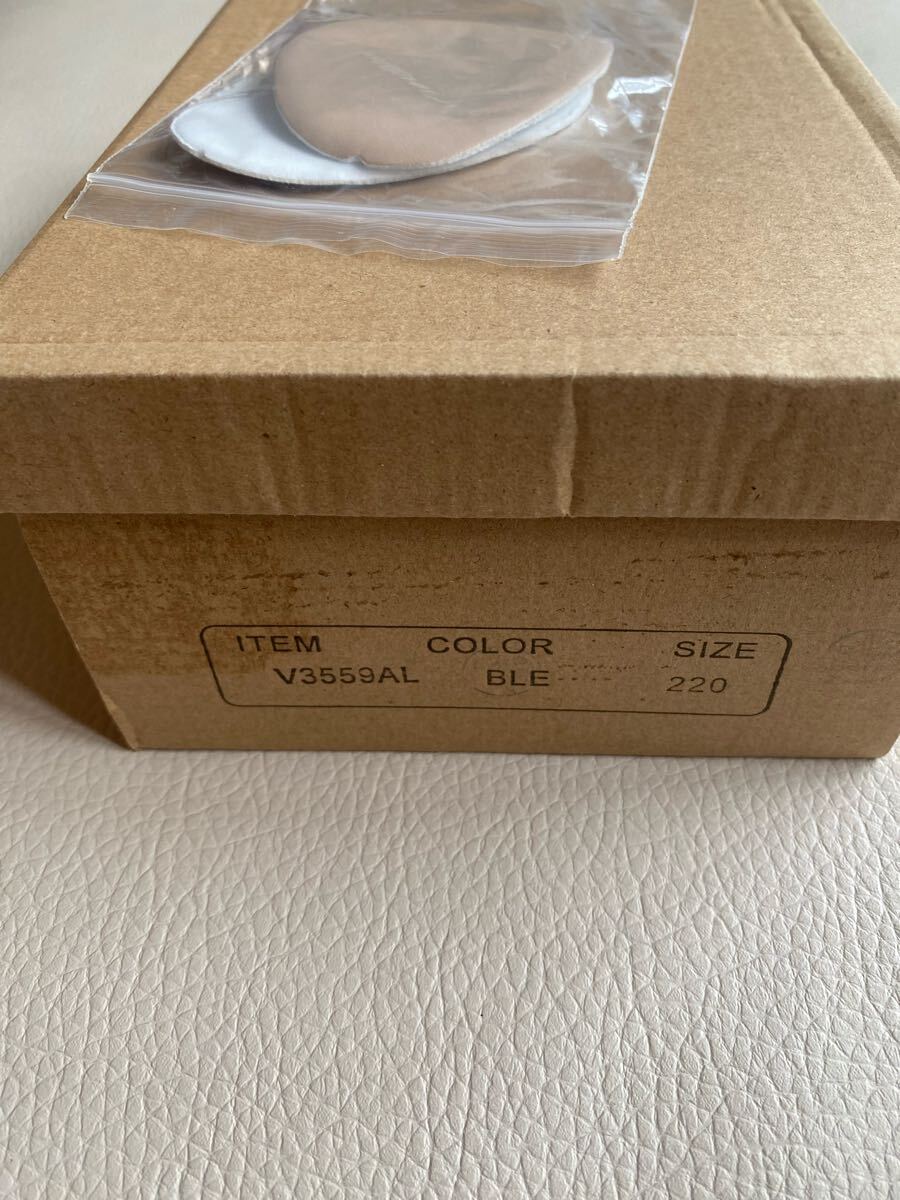 ITEM COLOR SIZE
V3559AL BLE 220